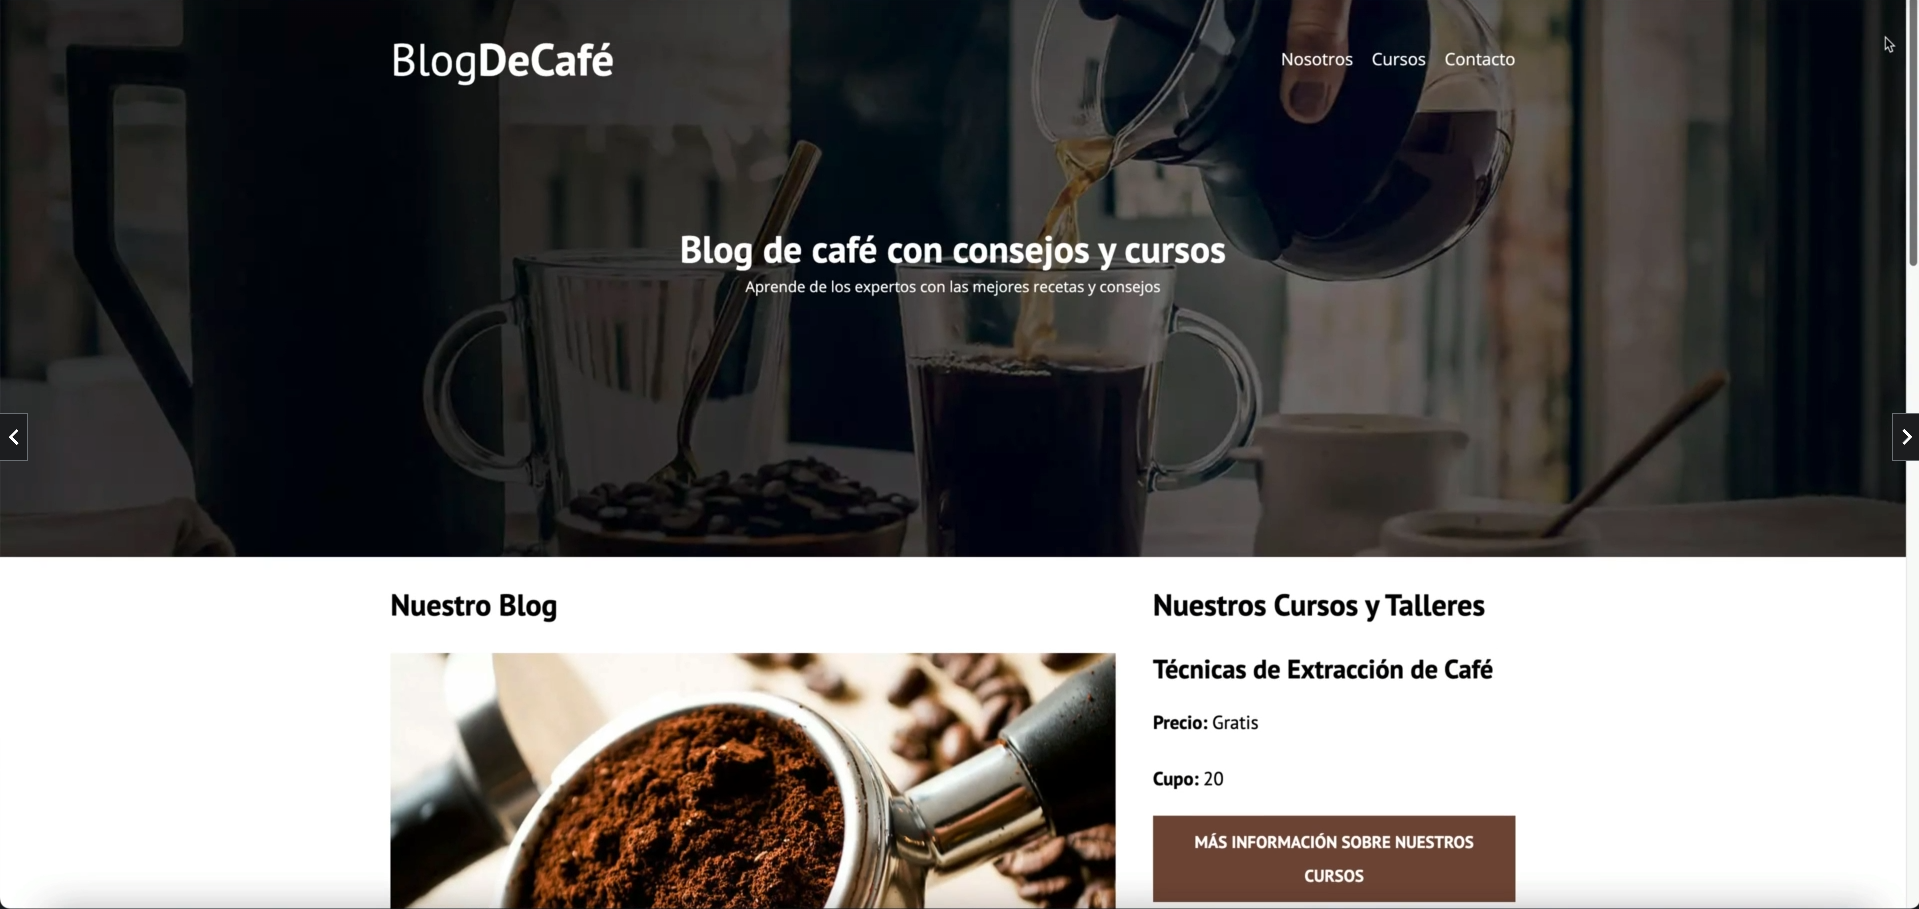 BlogDeCafé
Nosotros Cursos Contacto
Blog de café con consejos y cursos
Aprende de los expertos con las mejores recetas y consejos
Nuestro Blog
Nuestros Cursos y Talleres
Técnicas de Extracción de Café
Precio: Gratis
Cupo: 20
MÁS INFORMACIÓN SOBRE NUESTROS
CURSOS